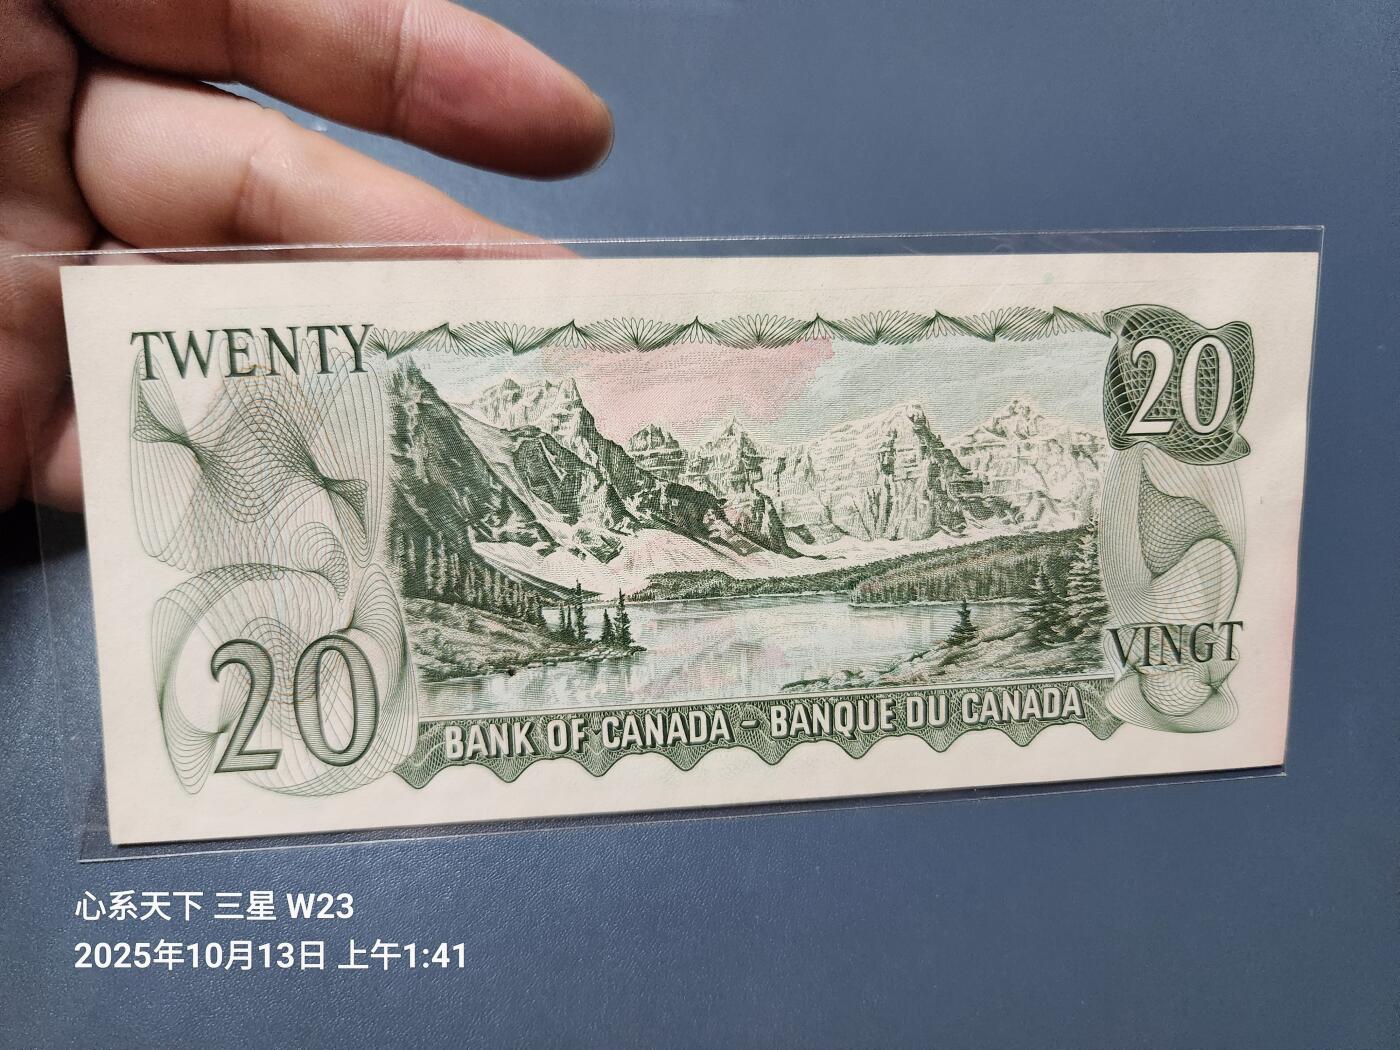 TWENTY
20
20
VINGT
BANK OF CANADA - BANQUE DU CANADA
心系天下 三星 W23
2025年10月13日 上午1:41